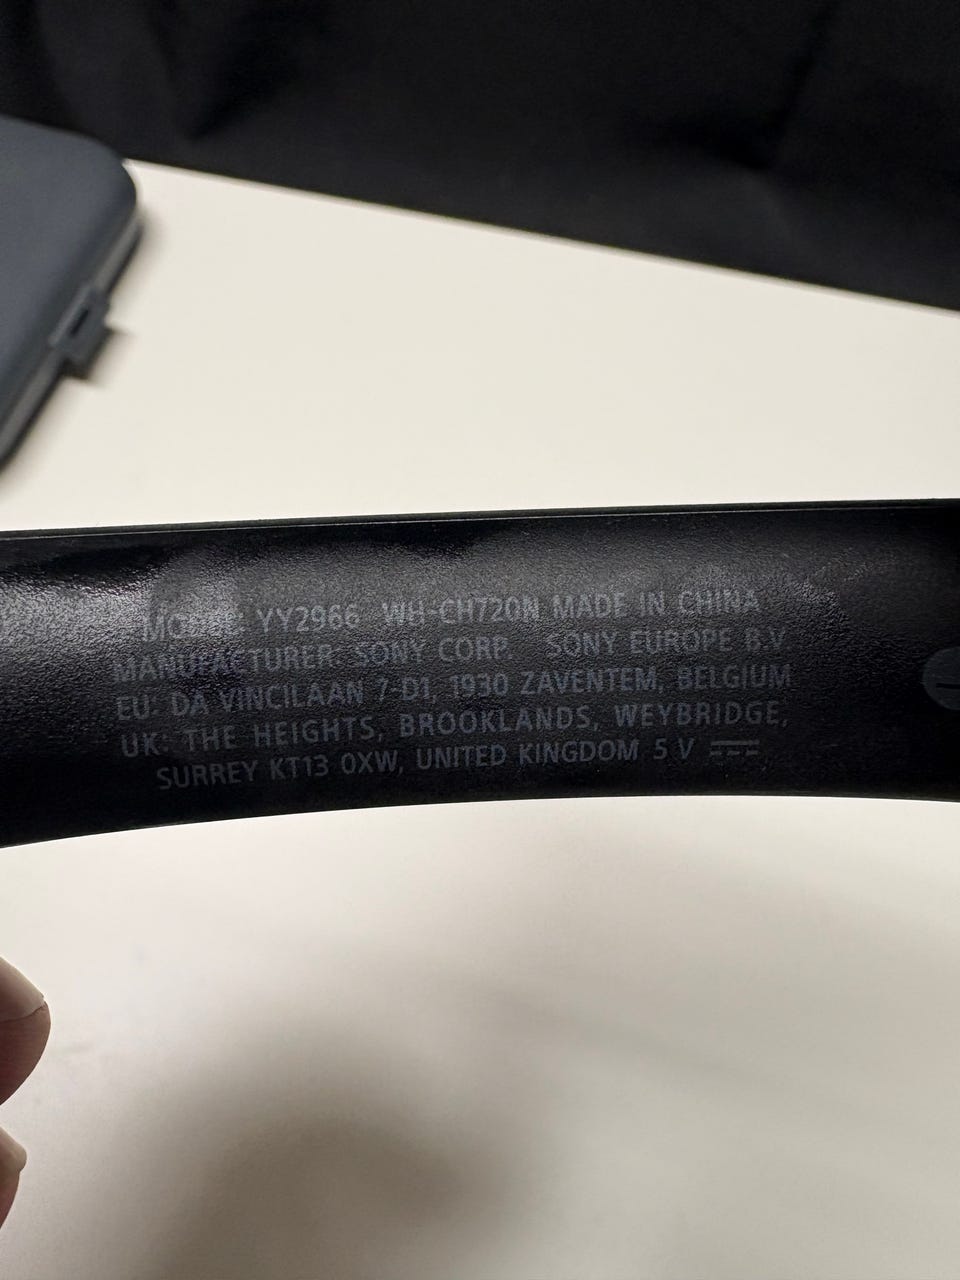 MODEL: YY2966 WH-CH720N MADE IN CHINA
MANUFACTURER: SONY CORP. SONY EUROPE B.V.
EU: DA VINCILAAN 7-D1, 1930 ZAVENTEM, BELGIUM
UK: THE HEIGHTS, BROOKLANDS, WEYBRIDGE,
SURREY KT13 0XW, UNITED KINGDOM 5 V ⎓